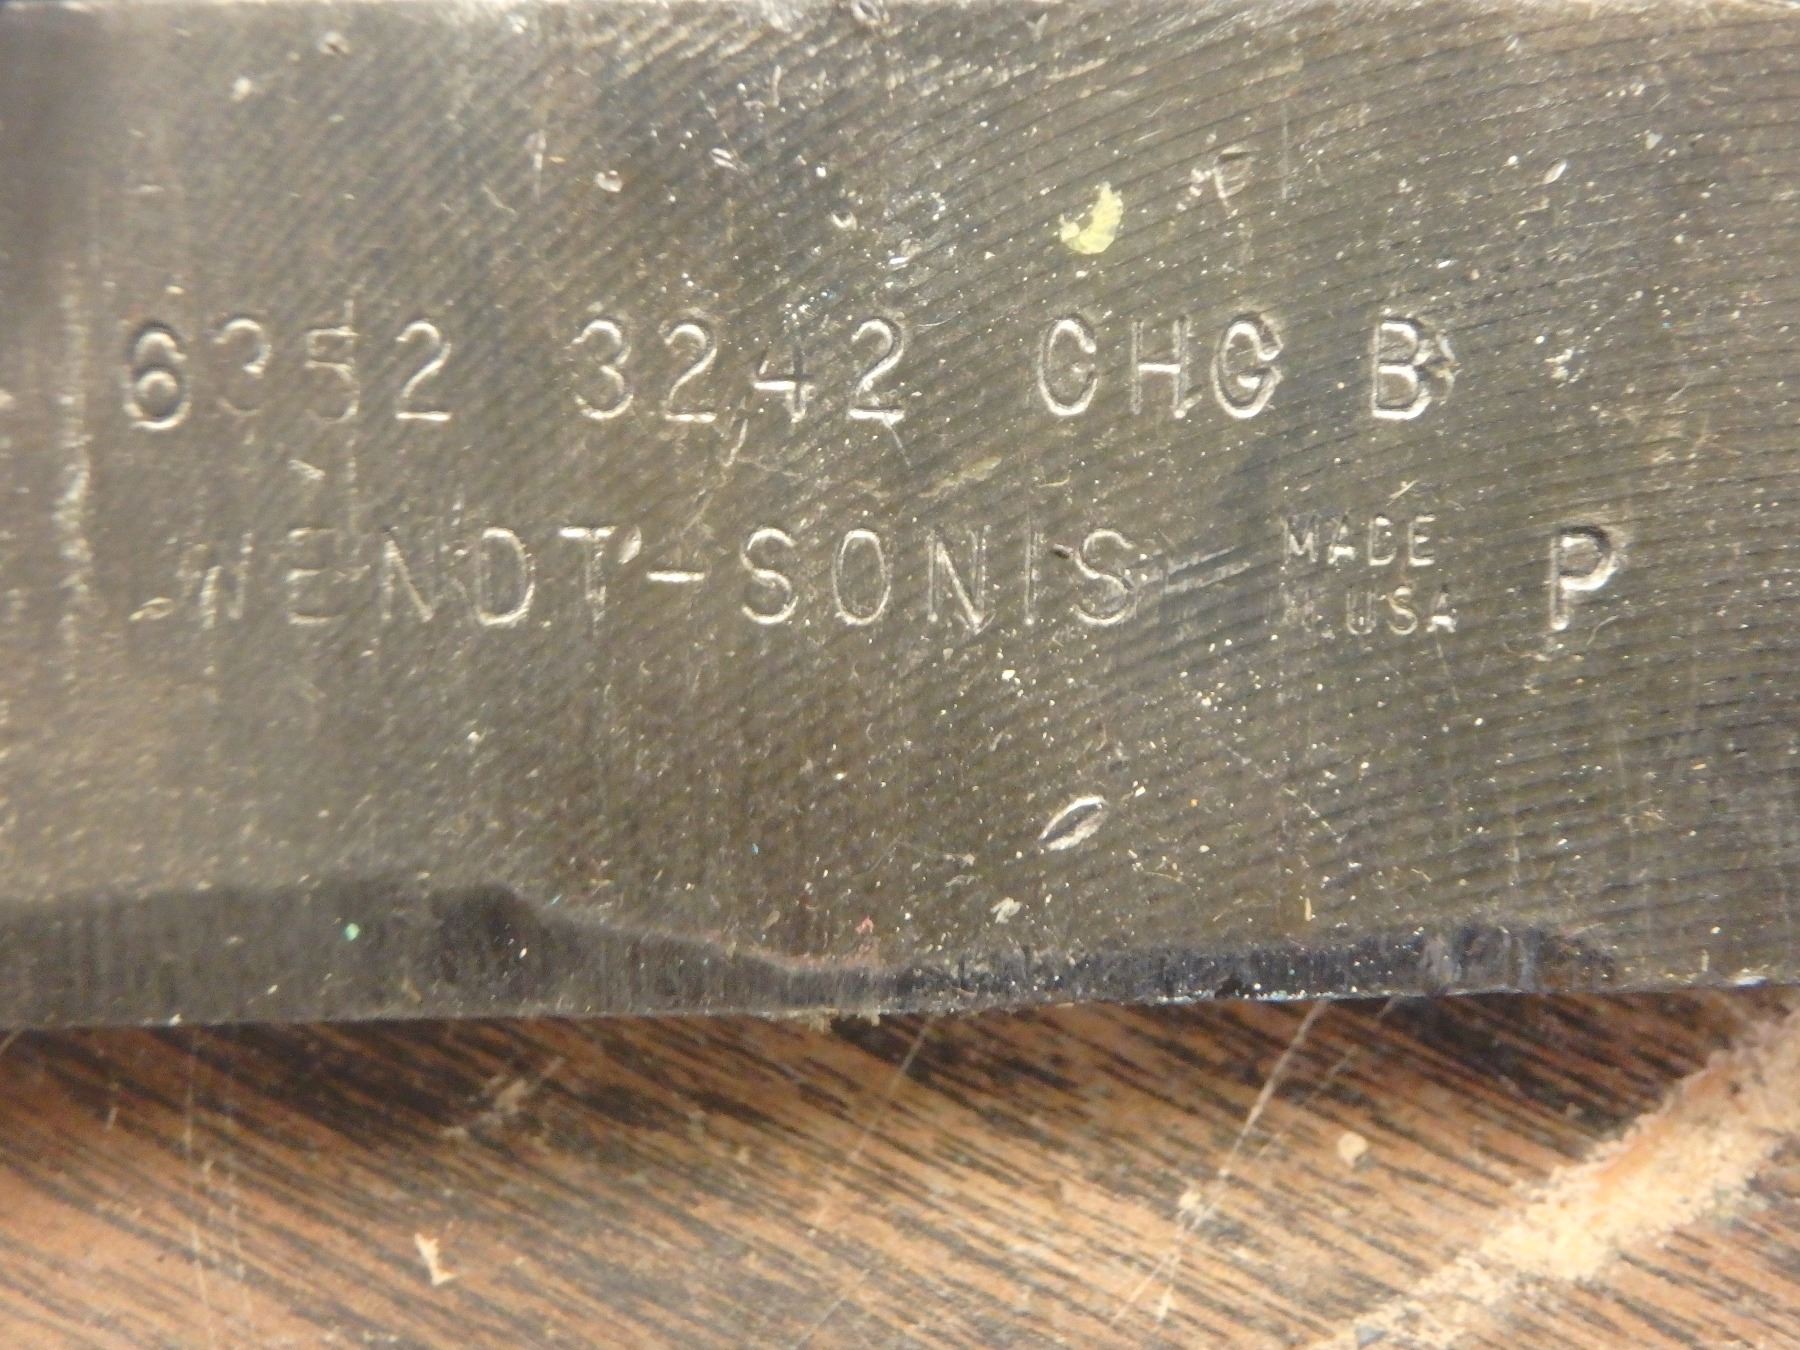 6352 3242 CHG B
WENDT-SONIS MADE P
USA